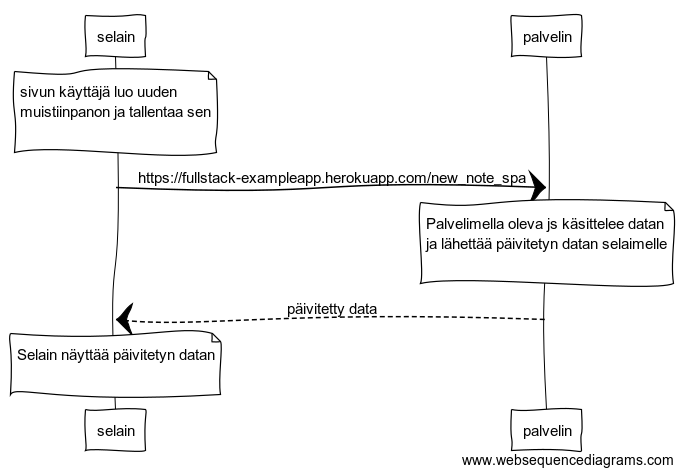 selain
palvelin
sivun käyttäjä luo uuden
muistiinpanon ja tallentaa sen
https://fullstack-exampleapp.herokuapp.com/new_note_spa
Palvelimella oleva js käsittelee datan
ja lähettää päivitetyn datan selaimelle
päivitetty data
Selain näyttää päivitetyn datan
selain
palvelin
www.websequencediagrams.com